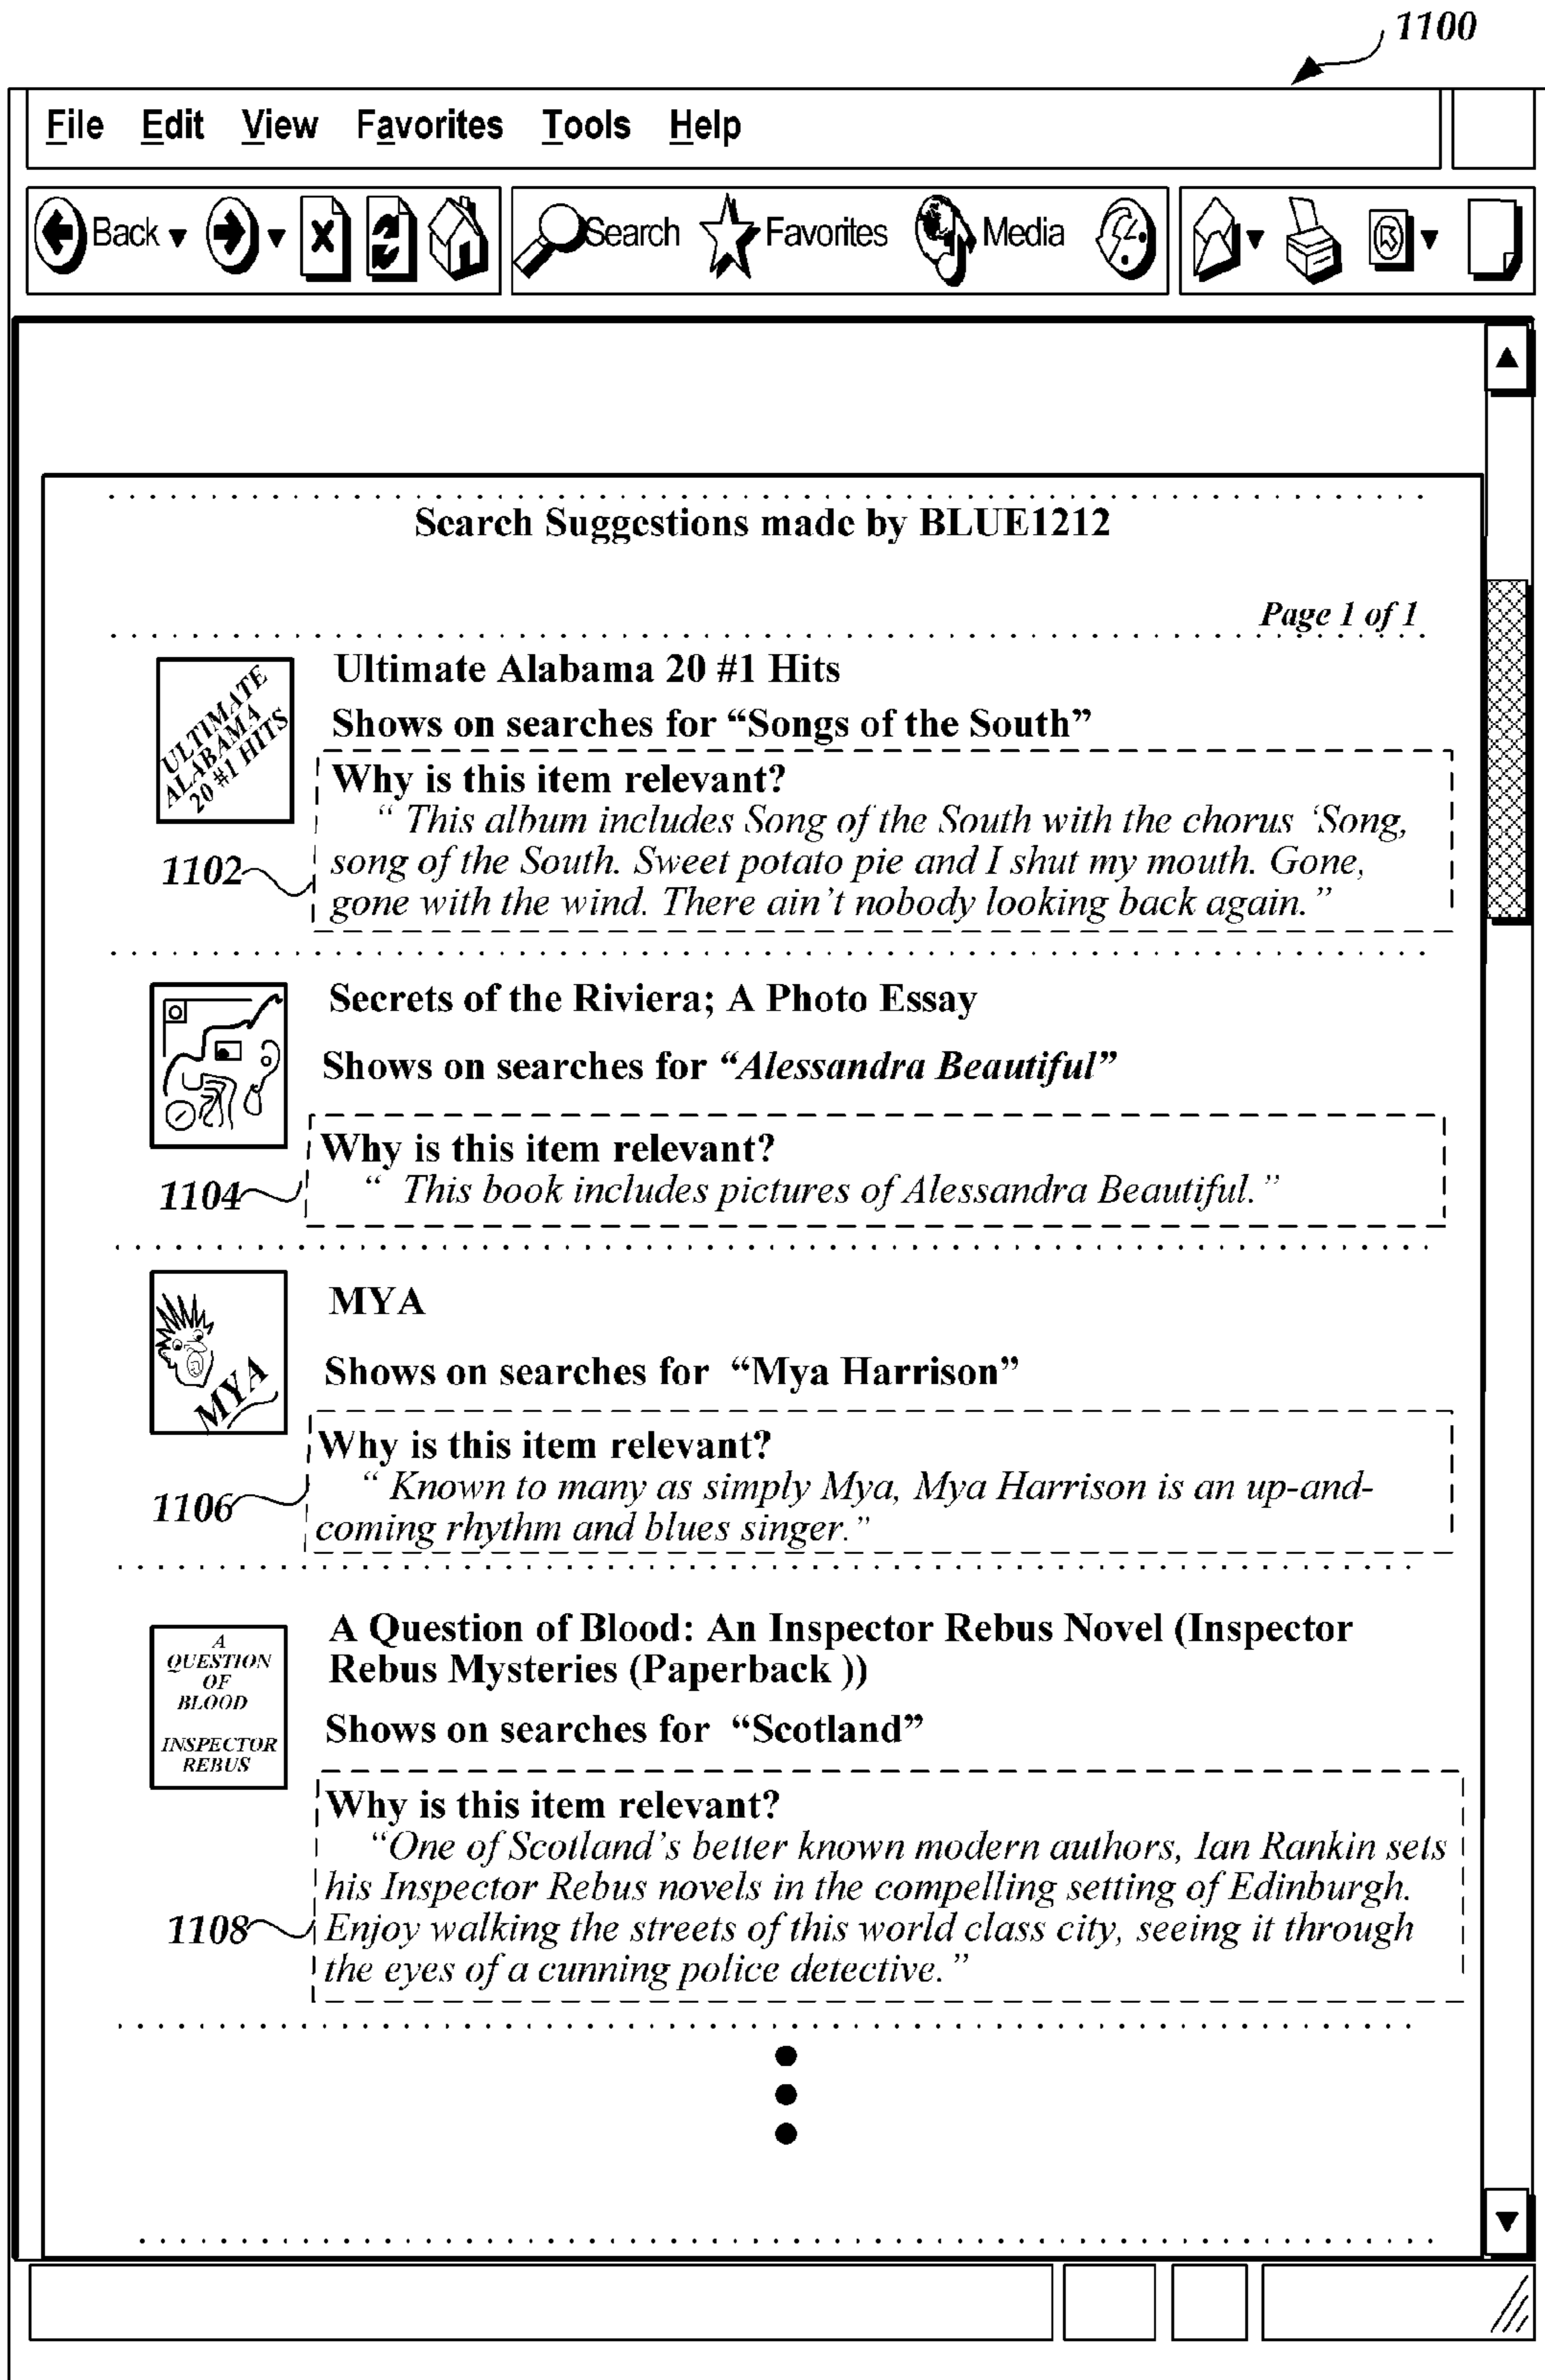 1100
File Edit View Favorites Tools Help
Back Search Favorites Media
Search Suggestions made by BLUE1212
Page 1 of 1
ULTIMATE
ALABAMA
20 #1 HITS
Ultimate Alabama 20 #1 Hits
Shows on searches for “Songs of the South”
Why is this item relevant?
“ This album includes Song of the South with the chorus ‘Song,
song of the South. Sweet potato pie and I shut my mouth. Gone,
gone with the wind. There ain’t nobody looking back again.”
1102
Secrets of the Riviera; A Photo Essay
Shows on searches for “Alessandra Beautiful”
Why is this item relevant?
“ This book includes pictures of Alessandra Beautiful.”
1104
MYA
MYA
Shows on searches for “Mya Harrison”
Why is this item relevant?
“ Known to many as simply Mya, Mya Harrison is an up-and-
coming rhythm and blues singer.”
1106
A
QUESTION
OF
BLOOD
INSPECTOR
REBUS
A Question of Blood: An Inspector Rebus Novel (Inspector
Rebus Mysteries (Paperback ))
Shows on searches for “Scotland”
Why is this item relevant?
“One of Scotland’s better known modern authors, Ian Rankin sets
his Inspector Rebus novels in the compelling setting of Edinburgh.
Enjoy walking the streets of this world class city, seeing it through
the eyes of a cunning police detective.”
1108